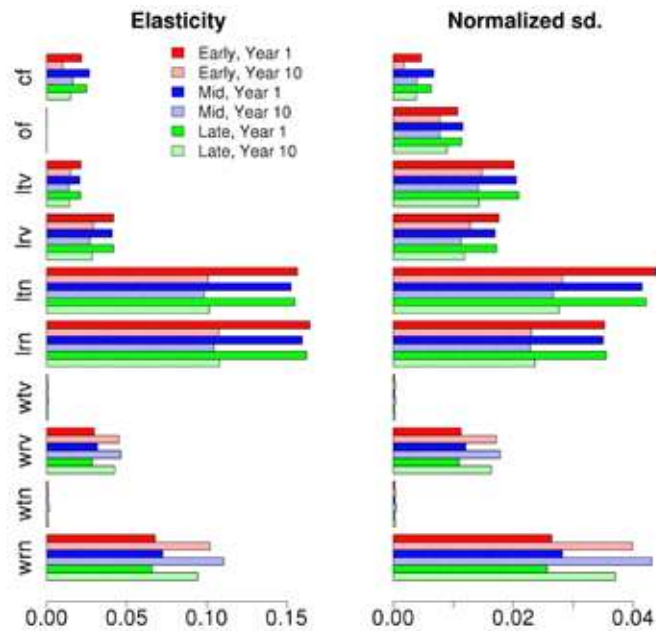 Elasticity
Normalized sd.
Early, Year 1
Early, Year 10
Mid, Year 1
Mid, Year 10
Late, Year 1
Late, Year 10
cf
of
ltv
lrv
ltn
lrn
wtv
wrv
wtn
wrn
0.00 0.05 0.10 0.15
0.00 0.02 0.04